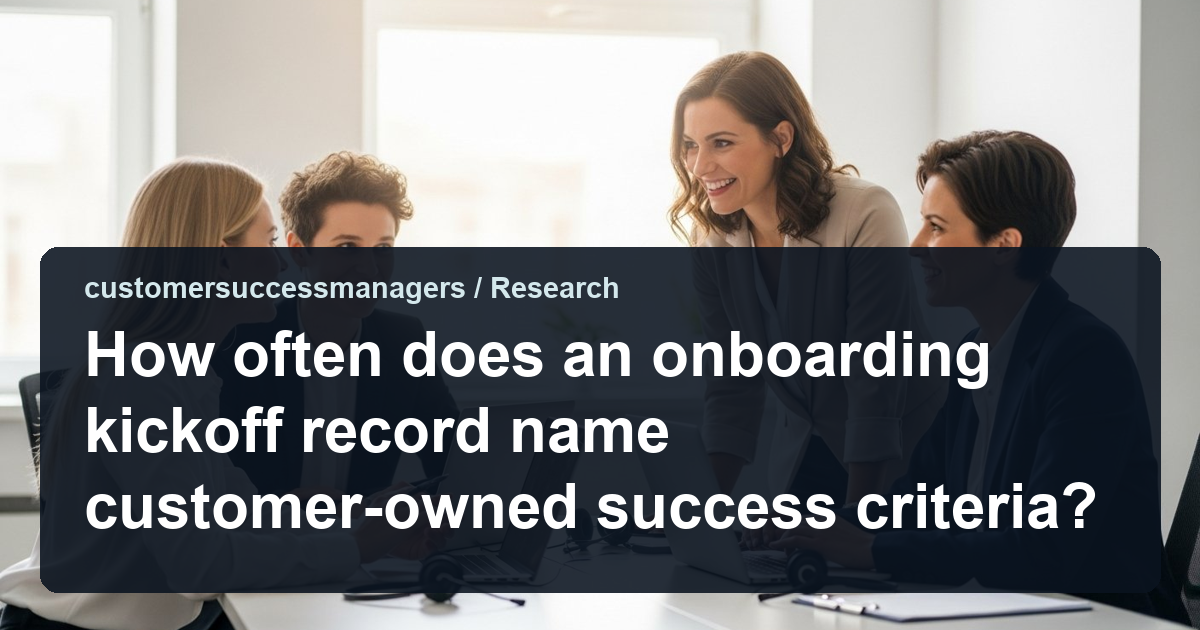 customersuccessmanagers / Research
How often does an onboarding
kickoff record name
customer-owned success criteria?